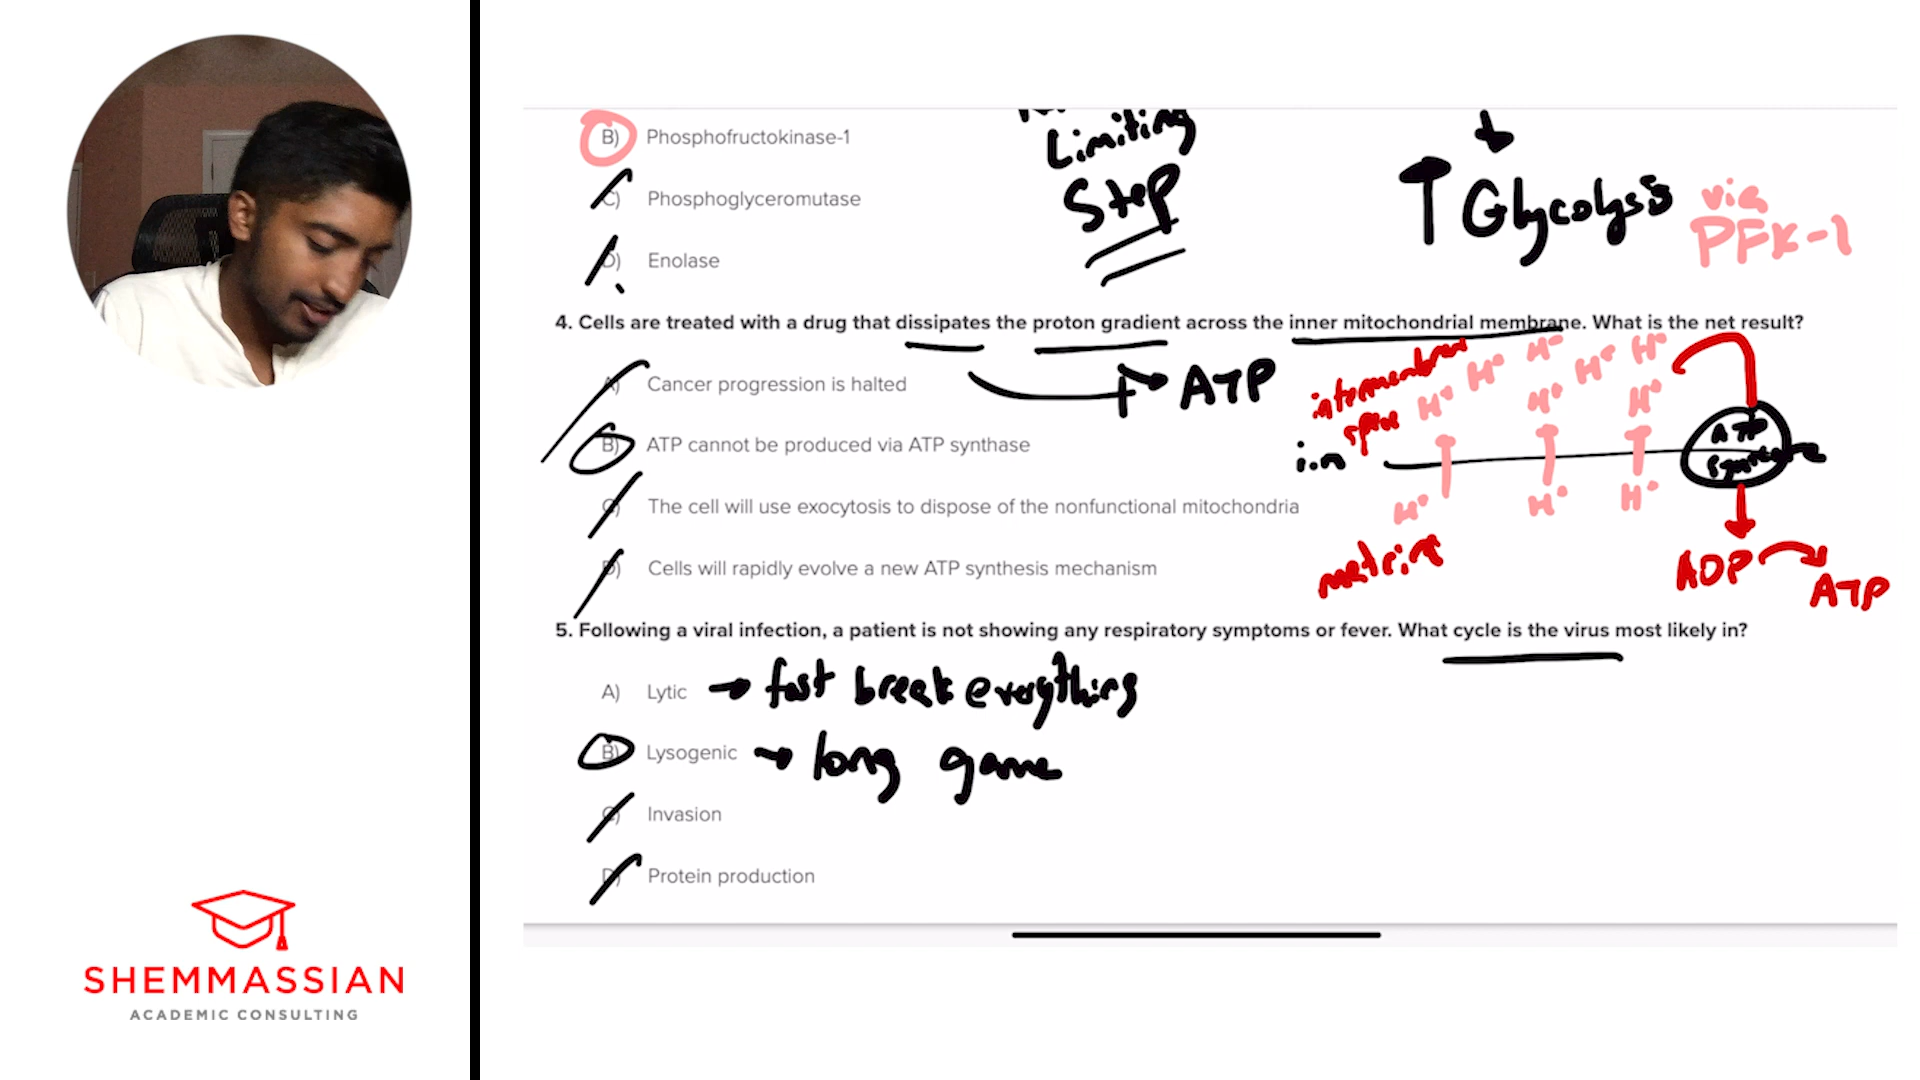 B) Phosphofructokinase-1
Limiting
Step
↑ Glycolysis
via
PFK-1
C) Phosphoglyceromutase
D) Enolase
4. Cells are treated with a drug that dissipates the proton gradient across the inner mitochondrial membrane. What is the net result?
A) Cancer progression is halted
ATP
B) ATP cannot be produced via ATP synthase
C) The cell will use exocytosis to dispose of the nonfunctional mitochondria
D) Cells will rapidly evolve a new ATP synthesis mechanism
H+ H+ H+ H+
H+ H+ H+
i.m
ATP
H+ H+ H+
ADP
ATP
5. Following a viral infection, a patient is not showing any respiratory symptoms or fever. What cycle is the virus most likely in?
A) Lytic → fast break everything
B) Lysogenic → long game
C) Invasion
D) Protein production
SHEMMASSIAN
ACADEMIC CONSULTING